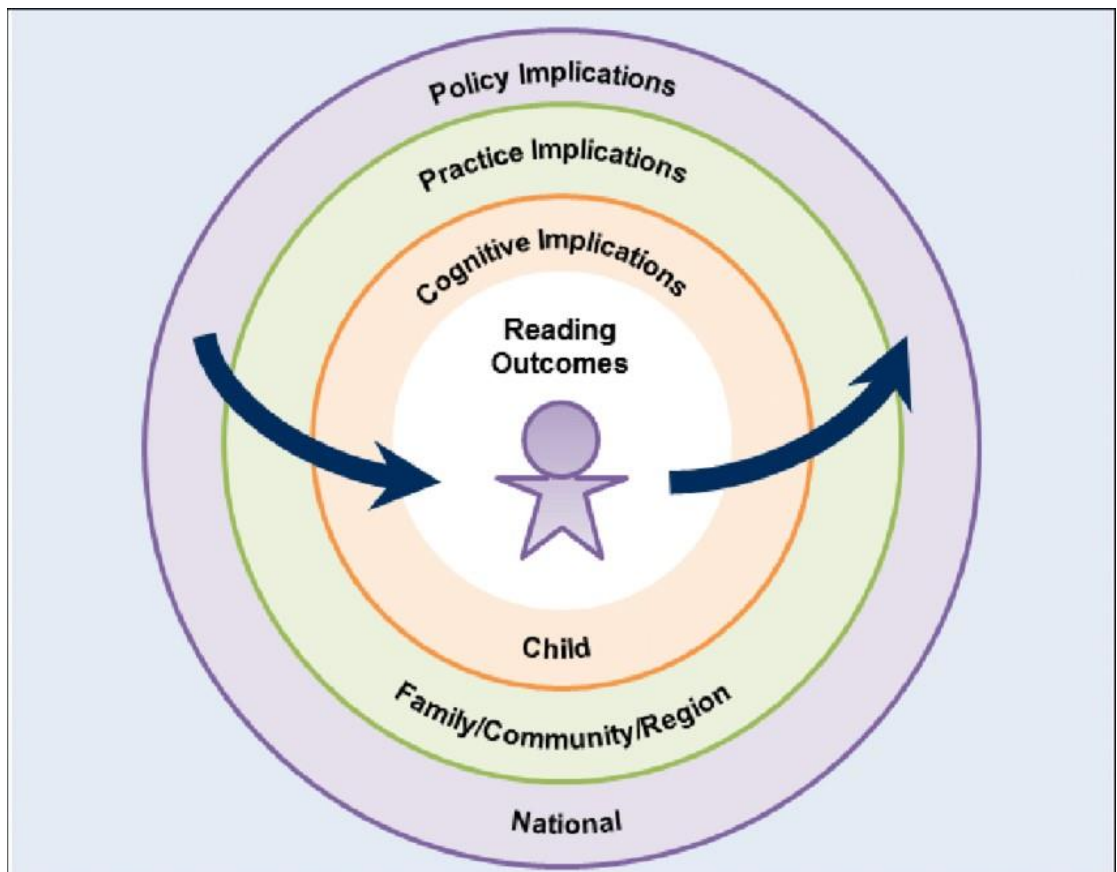 Policy Implications
Practice Implications
Cognitive Implications
Reading
Outcomes
Child
Family/Community/Region
National